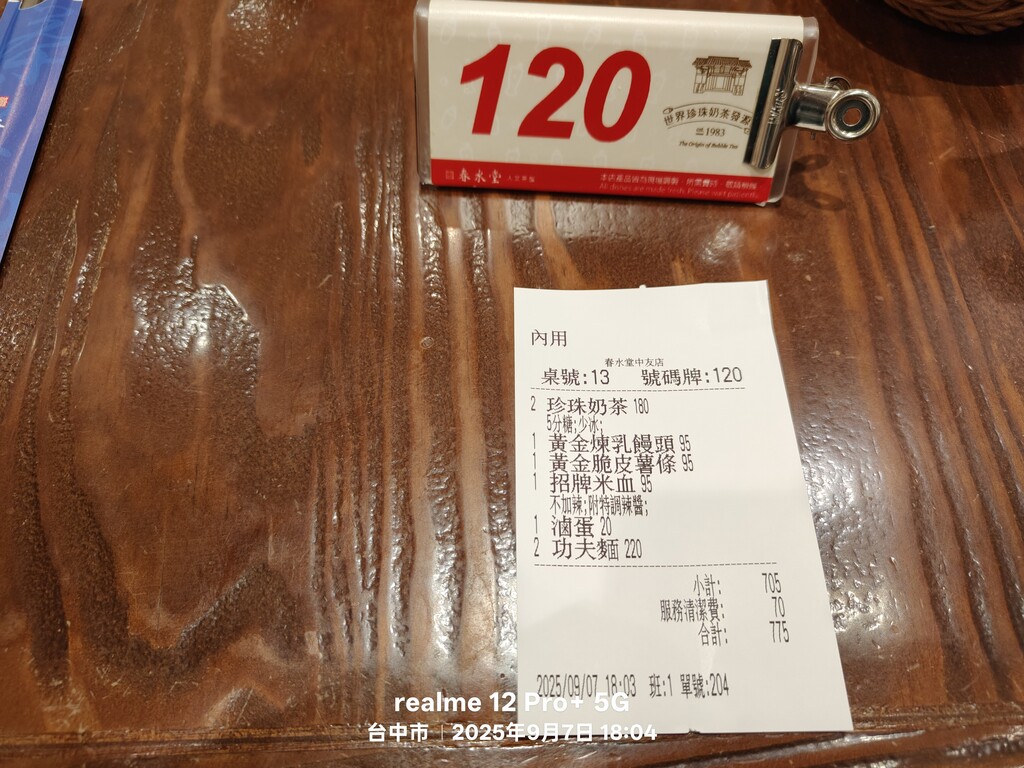 120
世界珍珠奶茶發源
1983
The Origin of Bubble Tea
春水堂 人文茶館
內用
春水堂中友店
桌號:13 號碼牌:120
2 珍珠奶茶 180
5分糖;少冰;
1 黃金煉乳饅頭 95
1 黃金脆皮薯條 95
1 招牌米血 95
不加辣;附特調辣醬;
1 滷蛋 20
2 功夫麵 220
小計: 705
服務清潔費: 70
合計: 775
2025/09/07 18:03 班:1 單號:204
realme 12 Pro+ 5G
台中市 | 2025年9月7日 18:04